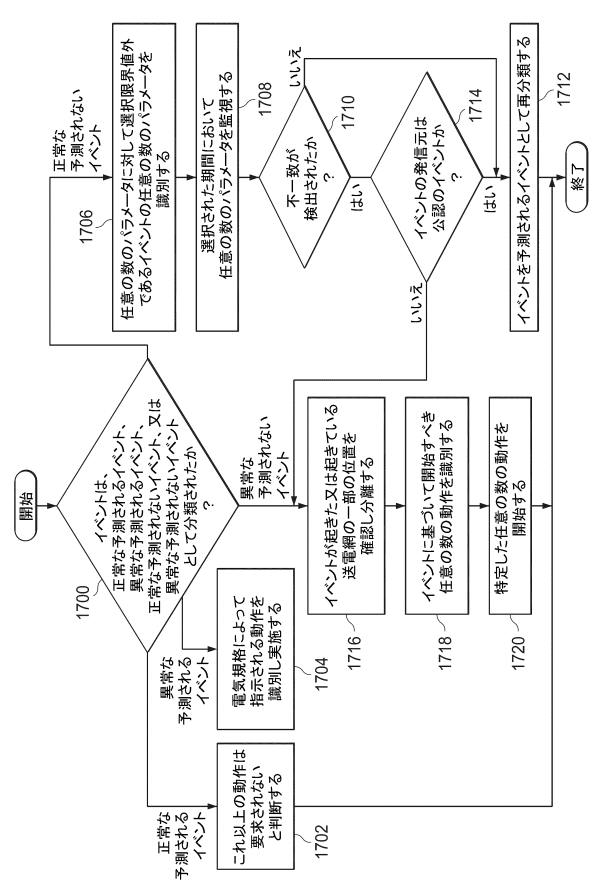 開始
イベントは、
正常な予測されるイベント、
異常な予測されるイベント、
正常な予測されないイベント、又は
異常な予測されないイベント
として分類されたか
?
1700
正常な
予測される
イベント
これ以上の動作は
要求されない
と判断する
1702
異常な
予測される
イベント
電気規格によって
指示される動作を
識別し実施する
1704
異常な
予測されない
イベント
イベントが起きた又は起きている
送電網の一部の位置を
確認し分離する
1716
イベントに基づいて開始すべき
任意の数の動作を識別する
1718
特定した任意の数の動作を
開始する
1720
正常な
予測されない
イベント
任意の数のパラメータに対して選択限界値外
であるイベントの任意の数のパラメータを
識別する
1706
選択された期間において
任意の数のパラメータを監視する
1708
不一致が
検出されたか
?
1710
いいえ
はい
イベントの発信元は
公認のイベントか
?
1714
いいえ
はい
イベントを予測されるイベントとして再分類する
1712
終了